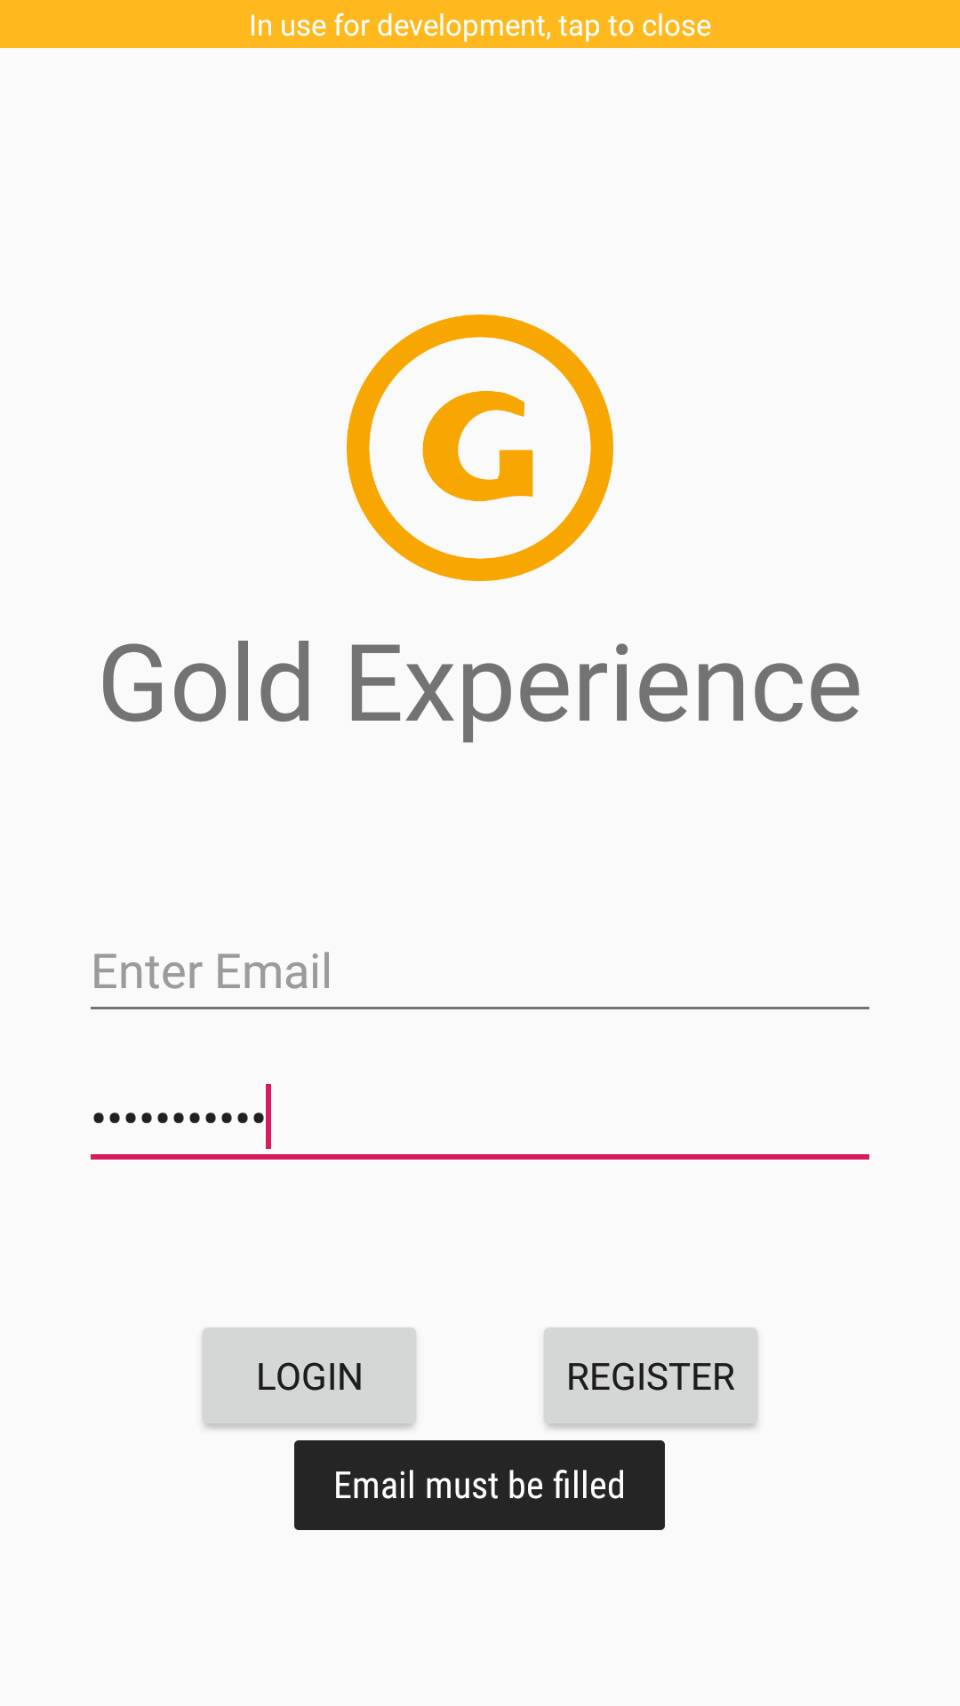 In use for development, tap to close
G
Gold Experience
Enter Email
•••••••••••
LOGIN
REGISTER
Email must be filled